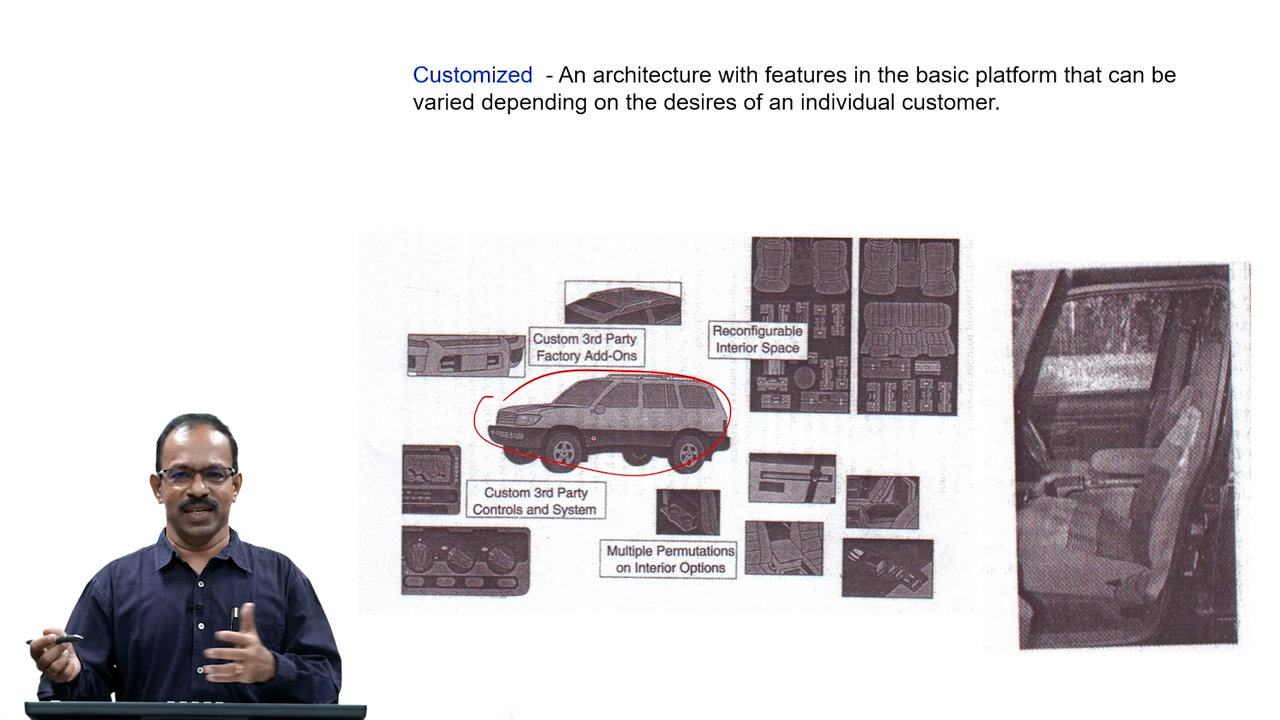 Customized - An architecture with features in the basic platform that can be
varied depending on the desires of an individual customer.
Custom 3rd Party
Factory Add-Ons
Reconfigurable
Interior Space
Custom 3rd Party
Controls and System
Multiple Permutations
on Interior Options